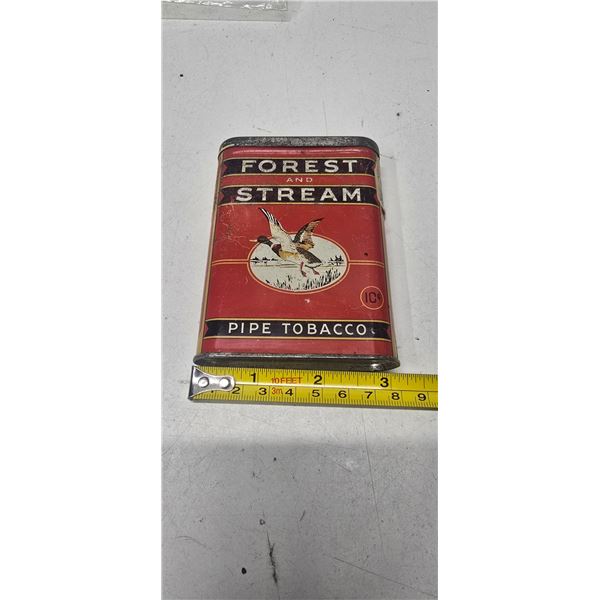 FOREST
AND
STREAM
10¢
PIPE TOBACCO
1 10 FEET 2 3
2 3 3m 4 5 6 7 8 9